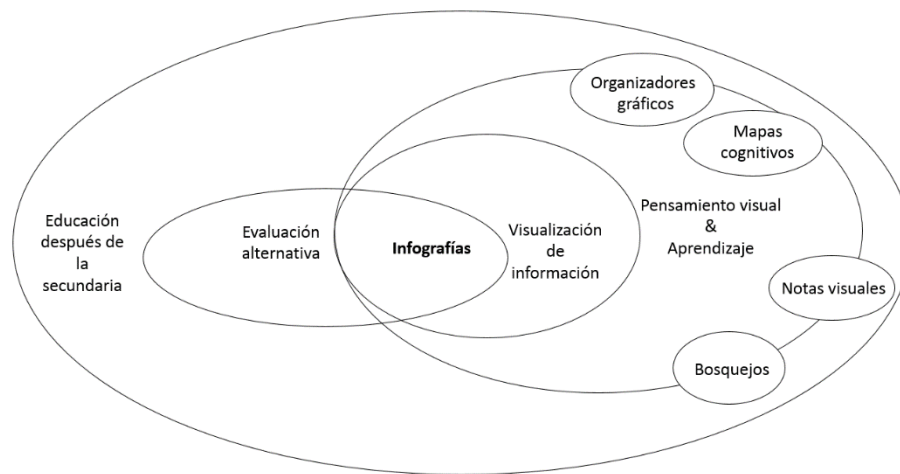 Organizadores
gráficos
Mapas
cognitivos
Educación
después de
la
secundaria
Evaluación
alternativa
Infografías
Visualización
de
información
Pensamiento visual
&
Aprendizaje
Notas visuales
Bosquejos